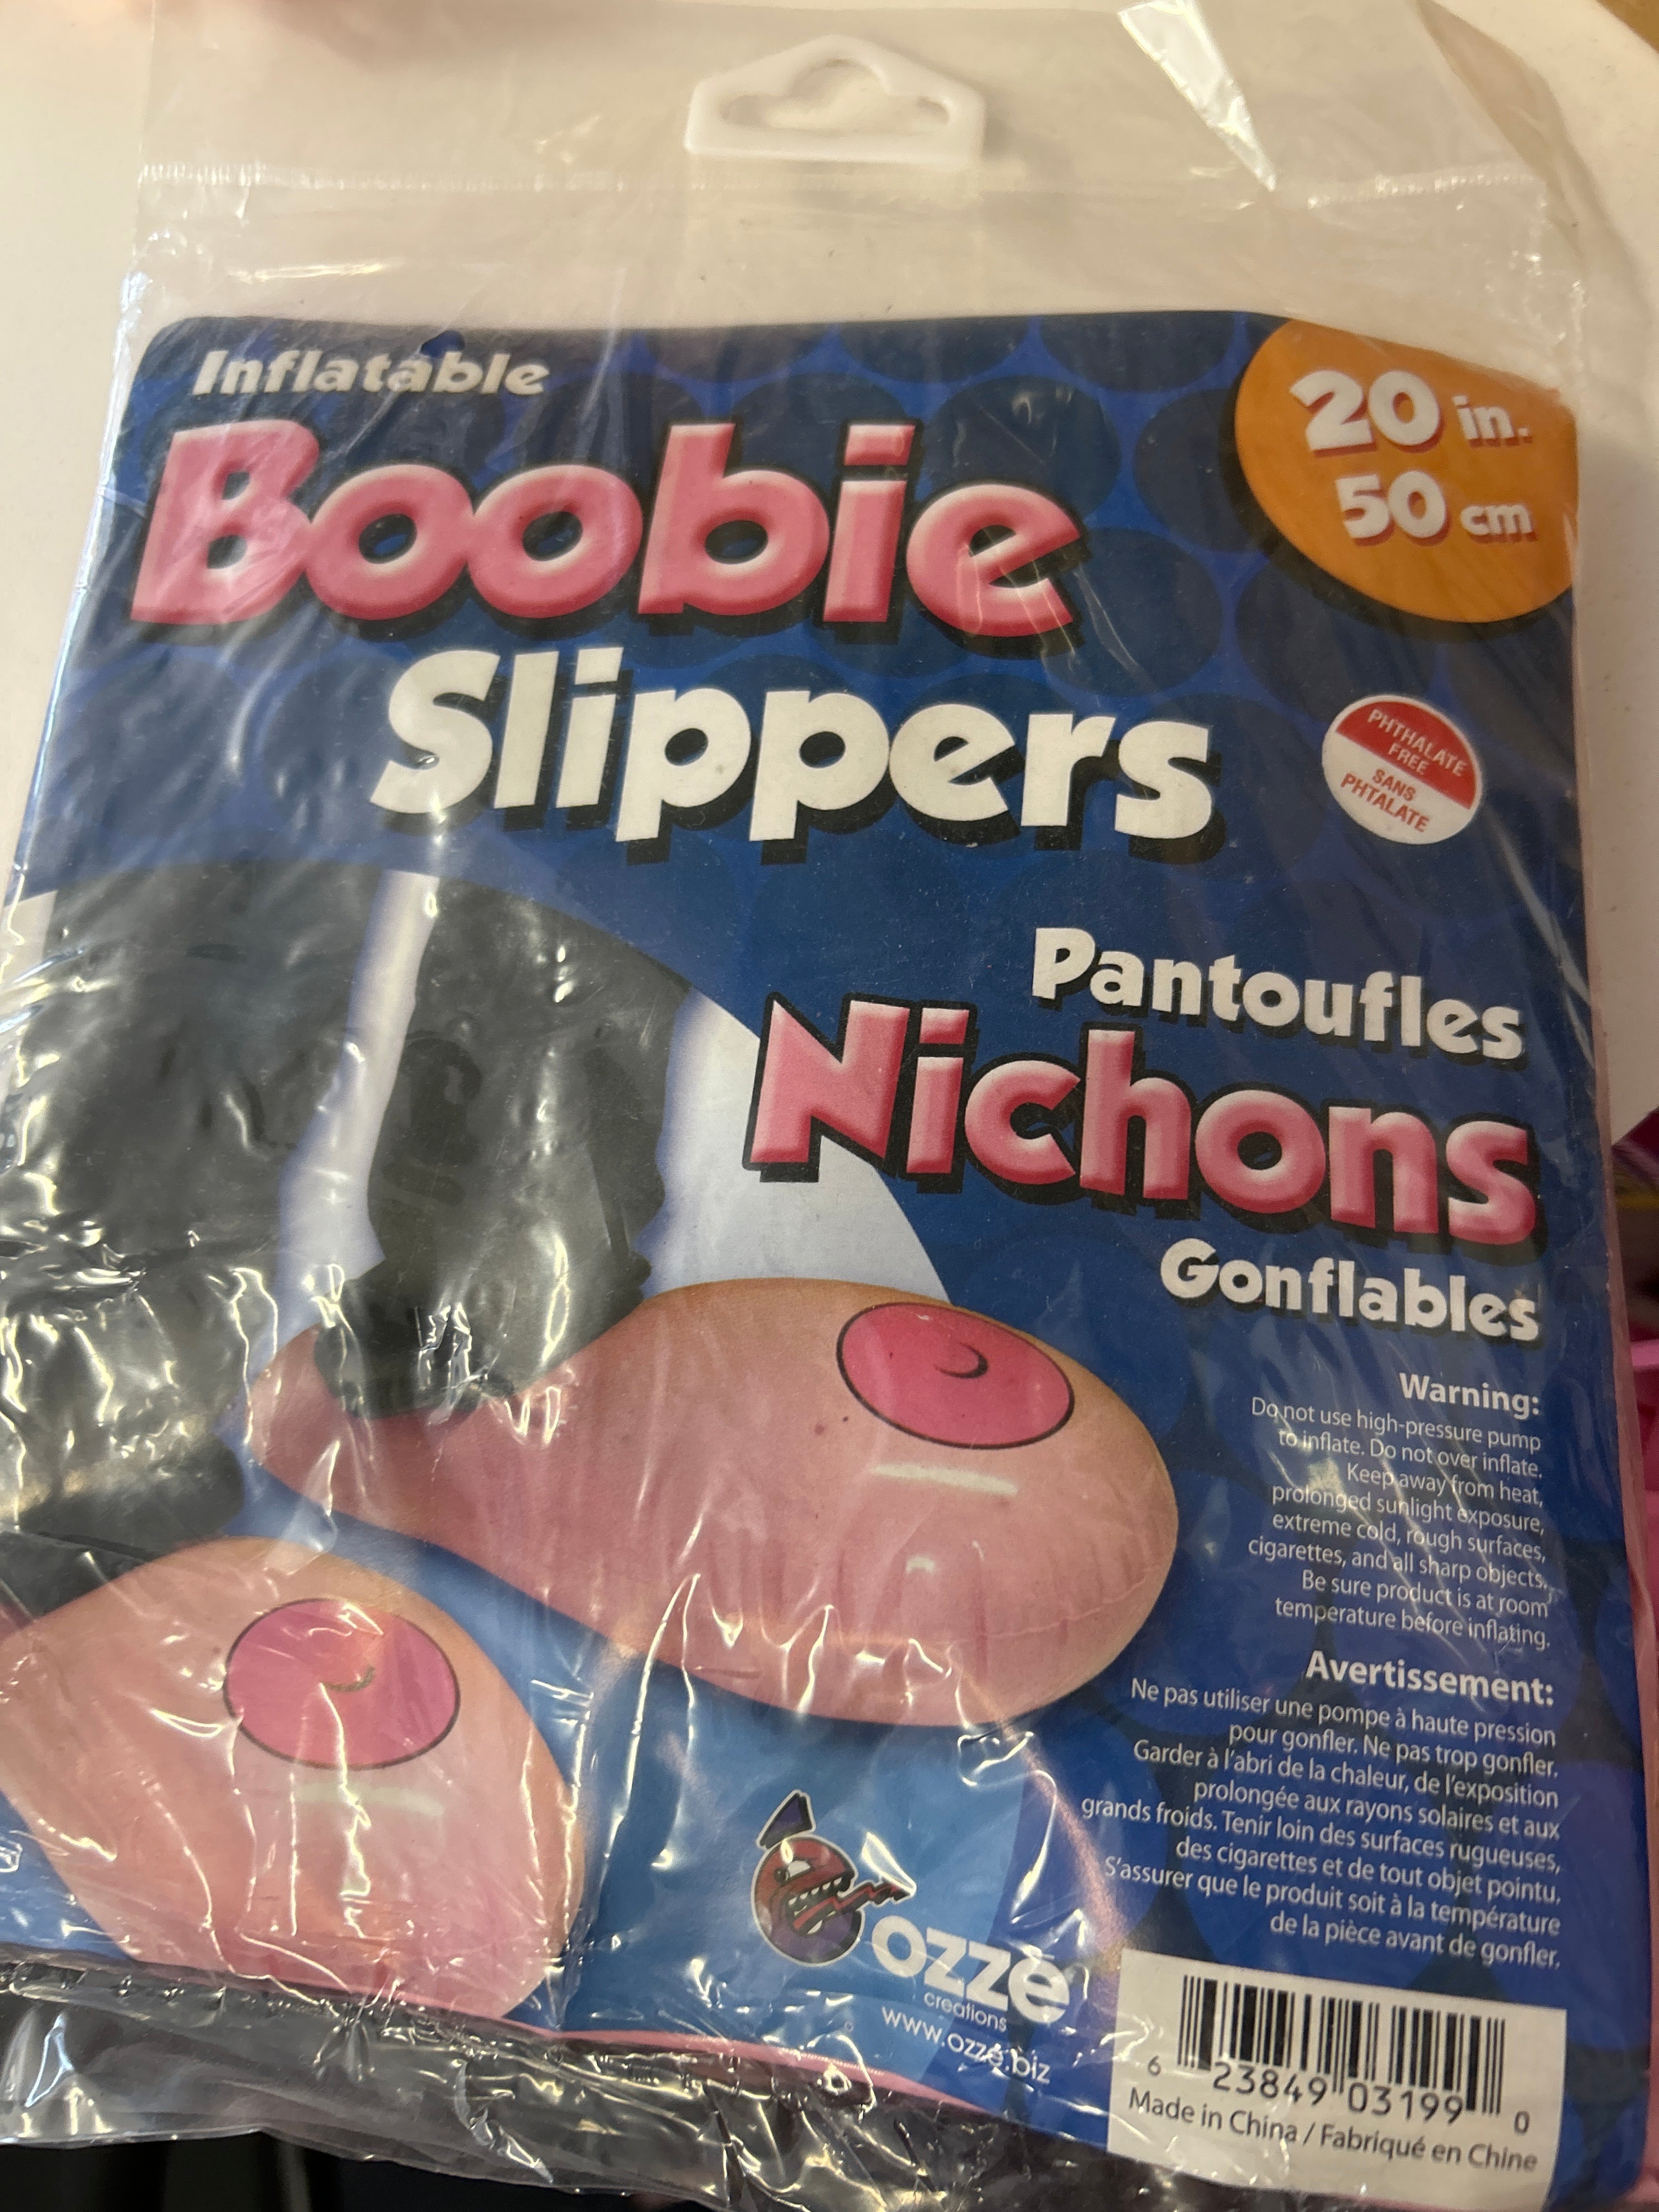 Inflatable
Boobie
Slippers
20 in.
50 cm
PHTHALATE
FREE
SANS
PHTALATE
Pantoufles
Nichons
Gonflables
Warning:
Do not use high-pressure pump
to inflate. Do not over inflate.
Keep away from heat,
prolonged sunlight exposure,
extreme cold, rough surfaces,
cigarettes, and all sharp objects.
Be sure product is at room
temperature before inflating.
Avertissement:
Ne pas utiliser une pompe à haute pression
pour gonfler. Ne pas trop gonfler.
Garder à l'abri de la chaleur, de l'exposition
prolongée aux rayons solaires et aux
grands froids. Tenir loin des surfaces rugueuses,
des cigarettes et de tout objet pointu.
S'assurer que le produit soit à la température
de la pièce avant de gonfler.
ozzé
creations
www.ozzé.biz
6 23849 03199 0
Made in China / Fabriqué en Chine